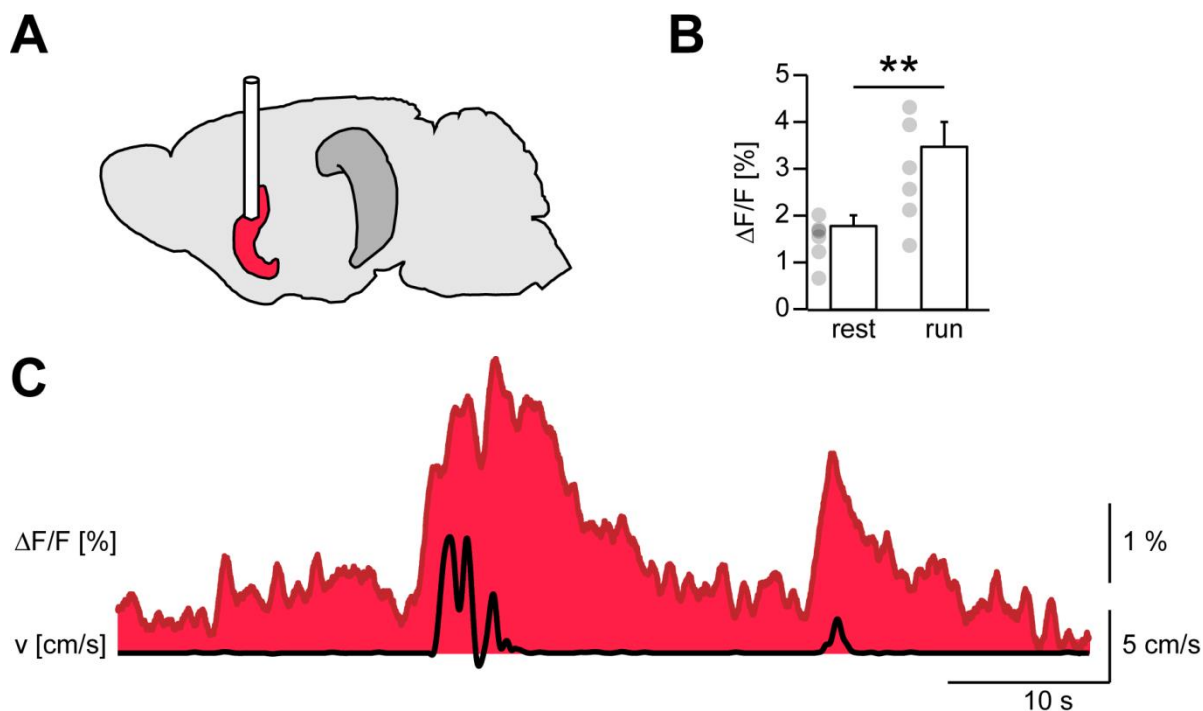 A
B
**
5
4
3
2
1
0
ΔF/F [%]
rest run
C
ΔF/F [%]
1 %
v [cm/s]
5 cm/s
10 s